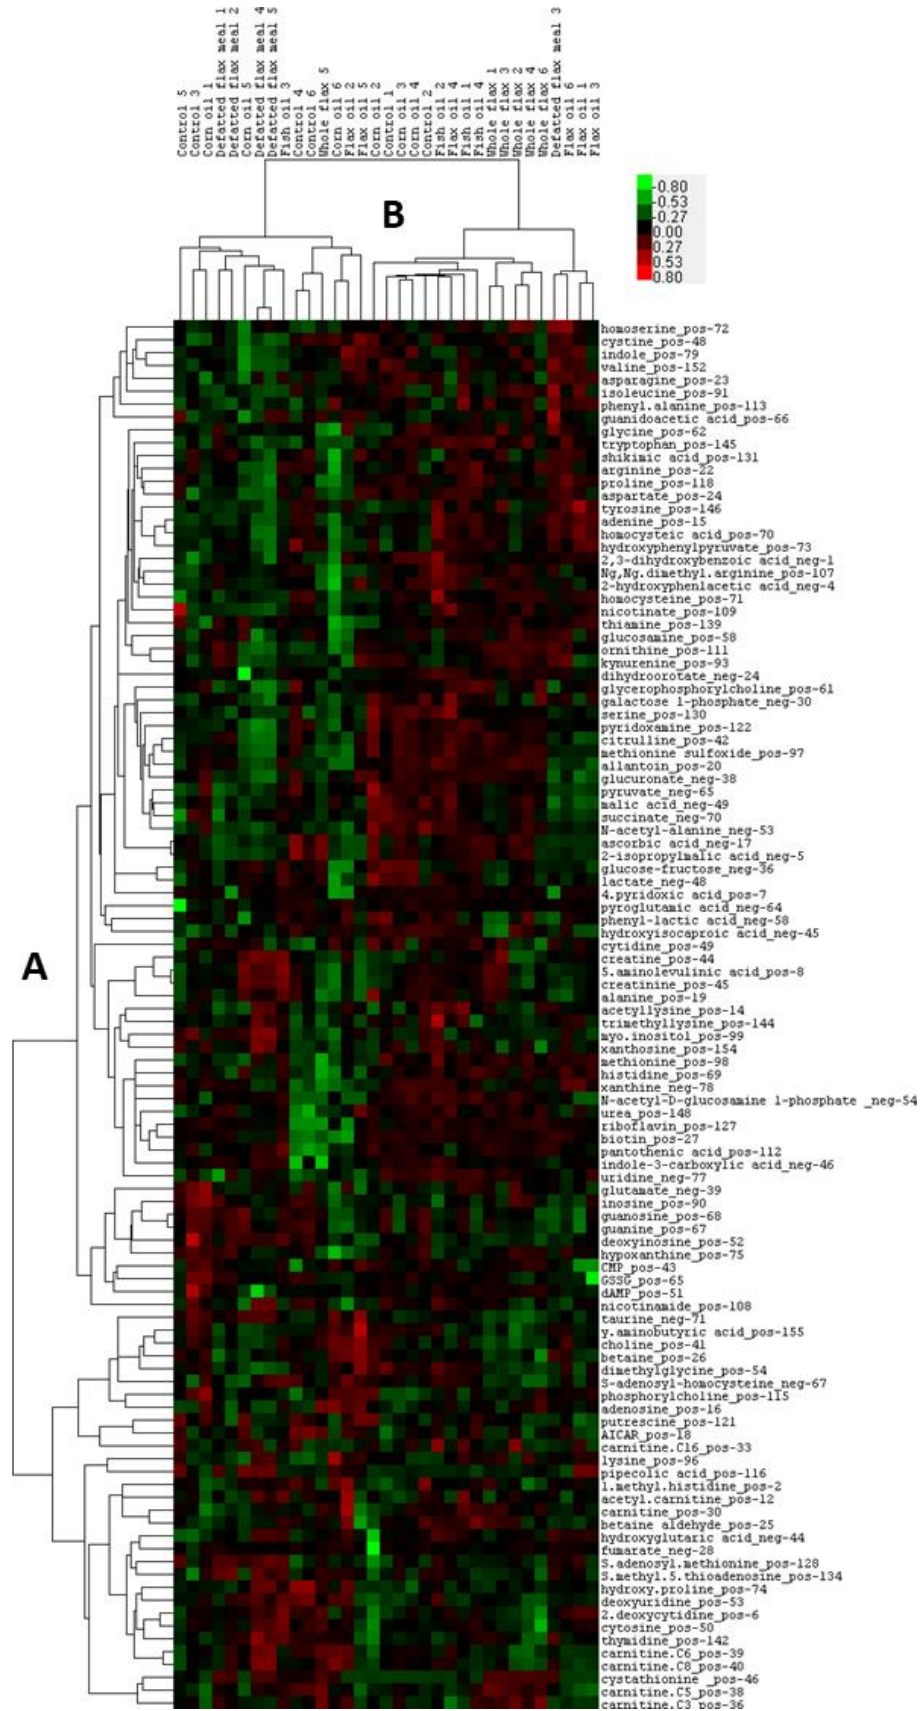 Control 5
Control 3
Corn oil 1
Defatted flax meal 1
Defatted flax meal 2
Corn oil 5
Defatted flax meal 4
Defatted flax meal 5
Fish oil 3
Control 4
Control 6
Whole flax 5
Corn oil 6
Flax oil 2
Flax oil 5
Corn oil 2
Control 1
Corn oil 3
Corn oil 4
Control 2
Fish oil 2
Flax oil 4
Fish oil 1
Fish oil 4
Whole flax 1
Whole flax 3
Whole flax 2
Whole flax 4
Whole flax 6
Defatted flax meal 3
Flax oil 6
Flax oil 1
Flax oil 3
B
-0.80
-0.53
-0.27
0.00
0.27
0.53
0.80
A
homoserine_pos-72
cystine_pos-48
indole_pos-79
valine_pos-152
asparagine_pos-23
isoleucine_pos-91
phenyl.alanine_pos-113
guanidoacetic acid_pos-66
glycine_pos-62
tryptophan_pos-145
shikimic acid_pos-131
arginine_pos-22
proline_pos-118
aspartate_pos-24
tyrosine_pos-146
adenine_pos-15
homocysteic acid_pos-70
hydroxyphenylpyruvate_pos-73
2,3-dihydroxybenzoic acid_neg-1
Ng,Ng.dimethyl.arginine_pos-107
2-hydroxyphenlacetic acid_neg-4
homocysteine_pos-71
nicotinate_pos-109
thiamine_pos-139
glucosamine_pos-58
ornithine_pos-111
kynurenine_pos-93
dihydroorotate_neg-24
glycerophosphorylcholine_pos-61
galactose 1-phosphate_neg-30
serine_pos-130
pyridoxamine_pos-122
citrulline_pos-42
methionine sulfoxide_pos-97
allantoin_pos-20
glucuronate_neg-38
pyruvate_neg-65
malic acid_neg-49
succinate_neg-70
N-acetyl-alanine_neg-53
ascorbic acid_neg-17
2-isopropylmalic acid_neg-5
glucose-fructose_neg-36
lactate_neg-48
4.pyridoxic acid_pos-7
pyroglutamic acid_neg-64
phenyl-lactic acid_neg-58
hydroxyisocaproic acid_neg-45
cytidine_pos-49
creatine_pos-44
5.aminolevulinic acid_pos-8
creatinine_pos-45
alanine_pos-19
acetyllysine_pos-14
trimethyllysine_pos-144
myo.inositol_pos-99
xanthosine_pos-154
methionine_pos-98
histidine_pos-69
xanthine_neg-78
N-acetyl-D-glucosamine 1-phosphate _neg-54
urea_pos-148
riboflavin_pos-127
biotin_pos-27
pantothenic acid_pos-112
indole-3-carboxylic acid_neg-46
uridine_neg-77
glutamate_neg-39
inosine_pos-90
guanosine_pos-68
guanine_pos-67
deoxyinosine_pos-52
hypoxanthine_pos-75
CMP_pos-43
GSSG_pos-65
dAMP_pos-51
nicotinamide_pos-108
taurine_neg-71
y.aminobutyric acid_pos-155
choline_pos-41
betaine_pos-26
dimethylglycine_pos-54
S-adenosyl-homocysteine_neg-67
phosphorylcholine_pos-115
adenosine_pos-16
putrescine_pos-121
AICAR_pos-18
carnitine.C16_pos-33
lysine_pos-96
pipecolic acid_pos-116
1.methyl.histidine_pos-2
acetyl.carnitine_pos-12
carnitine_pos-30
betaine aldehyde_pos-25
hydroxyglutaric acid_neg-44
fumarate_neg-28
S.adenosyl.methionine_pos-128
S.methyl.5.thioadenosine_pos-134
hydroxy.proline_pos-74
deoxyuridine_pos-53
2.deoxycytidine_pos-6
cytosine_pos-50
thymidine_pos-142
carnitine.C6_pos-39
carnitine.C8_pos-40
cystathionine _pos-46
carnitine.C5_pos-38
carnitine.C3_pos-36